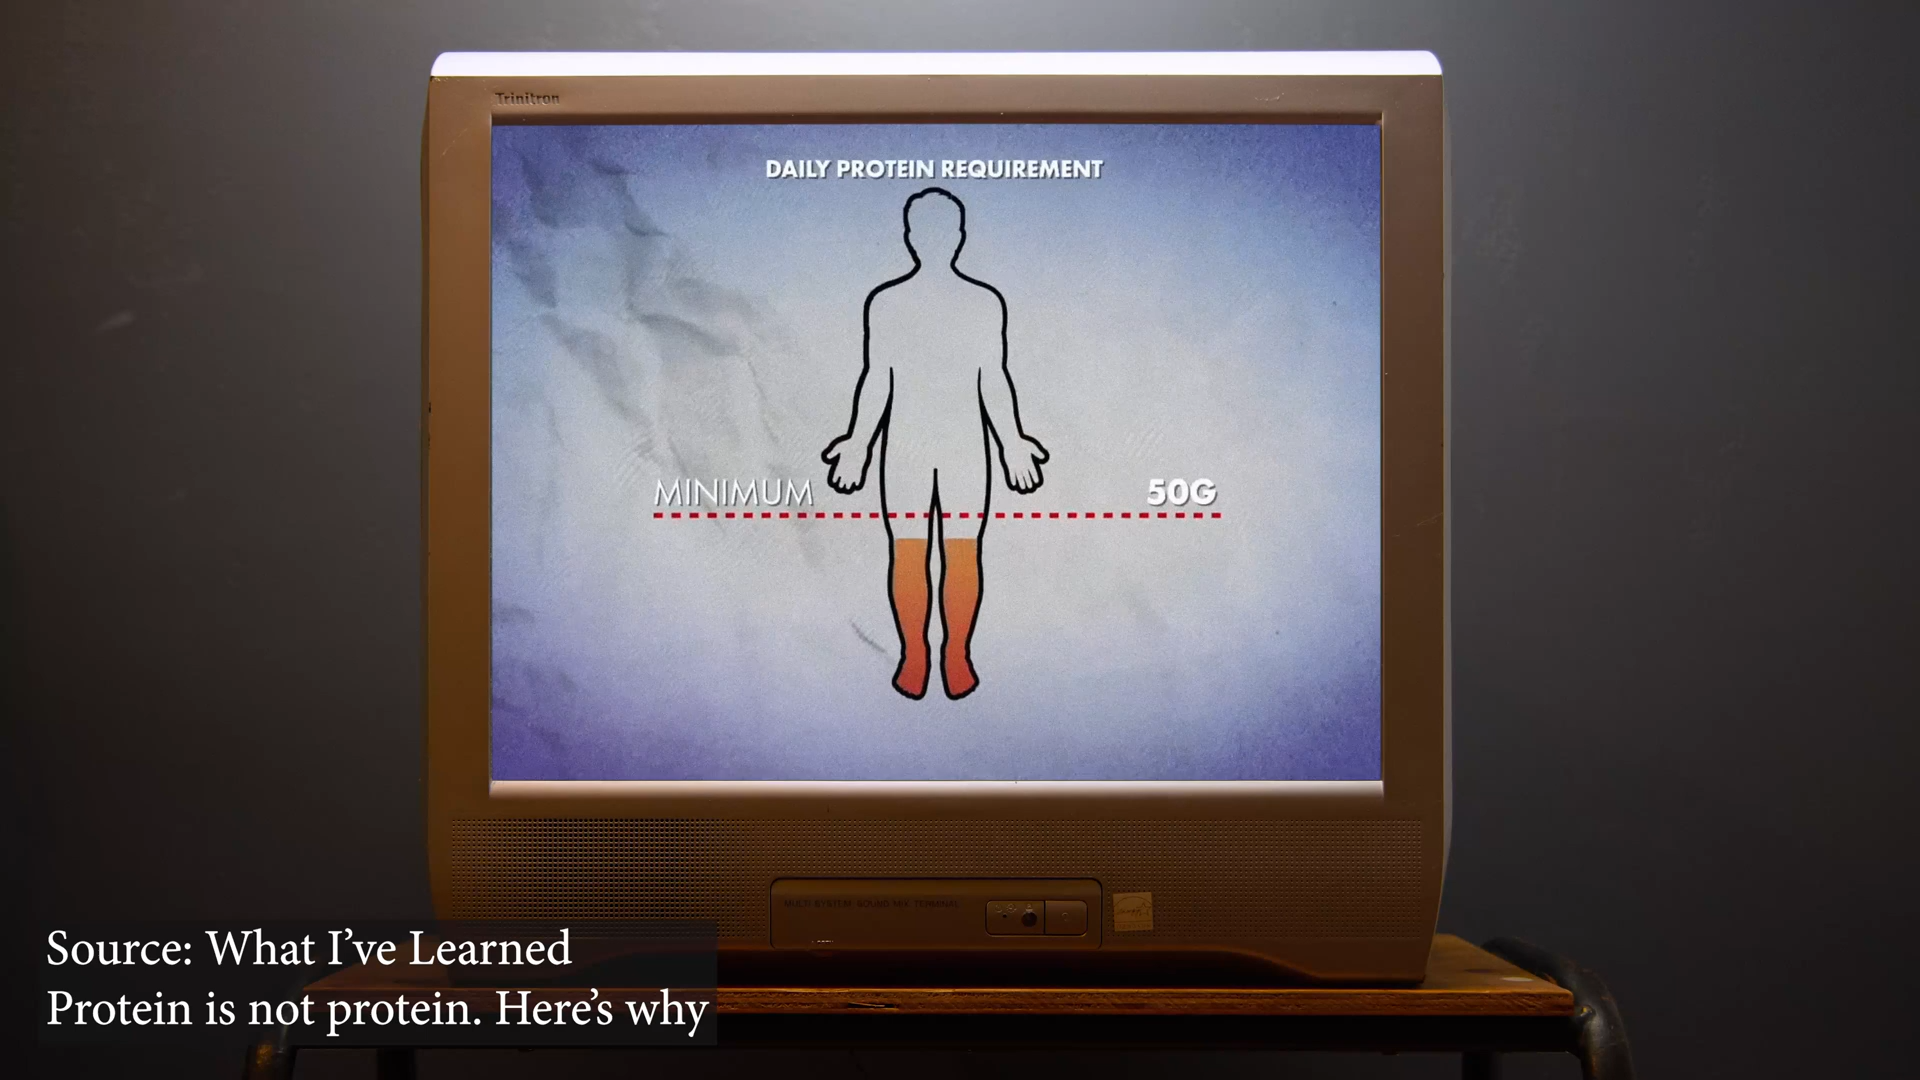 Trinitron
DAILY PROTEIN REQUIREMENT
MINIMUM
50G
Source: What I've Learned
Protein is not protein. Here's why